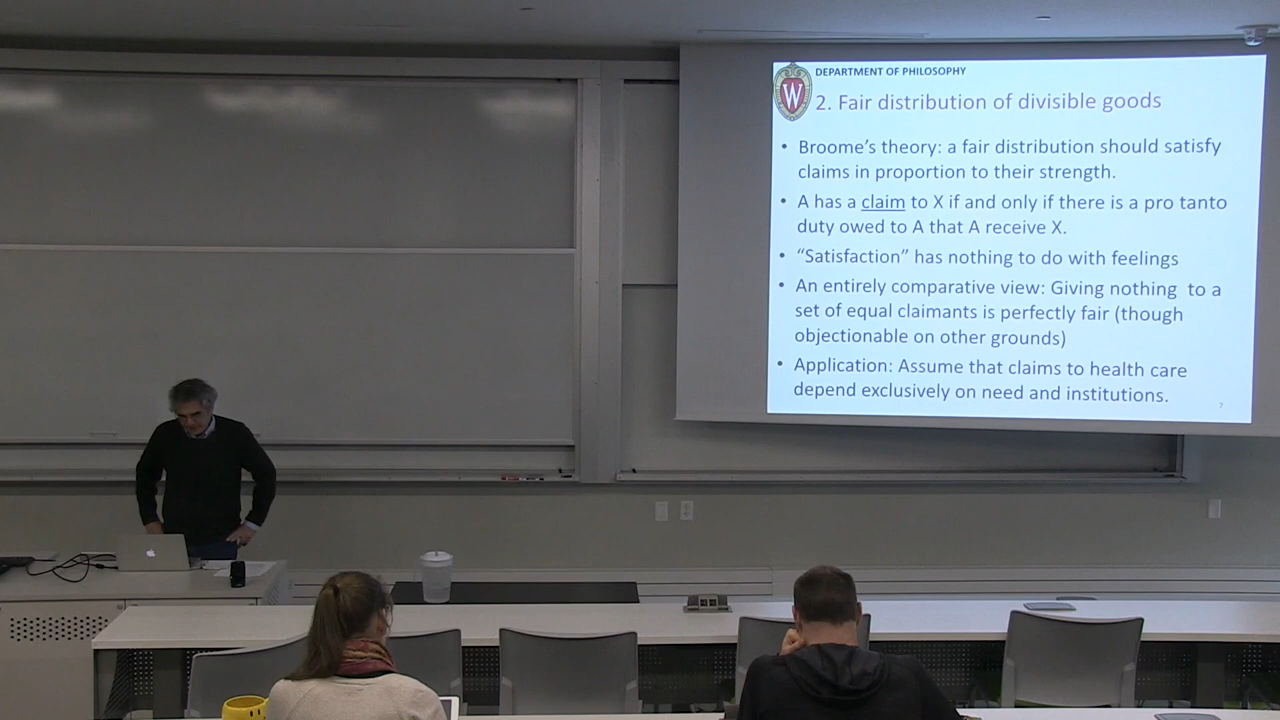 DEPARTMENT OF PHILOSOPHY
W
2. Fair distribution of divisible goods
• Broome's theory: a fair distribution should satisfy
claims in proportion to their strength.
• A has a claim to X if and only if there is a pro tanto
duty owed to A that A receive X.
• “Satisfaction” has nothing to do with feelings
• An entirely comparative view: Giving nothing to a
set of equal claimants is perfectly fair (though
objectionable on other grounds)
• Application: Assume that claims to health care
depend exclusively on need and institutions.
7